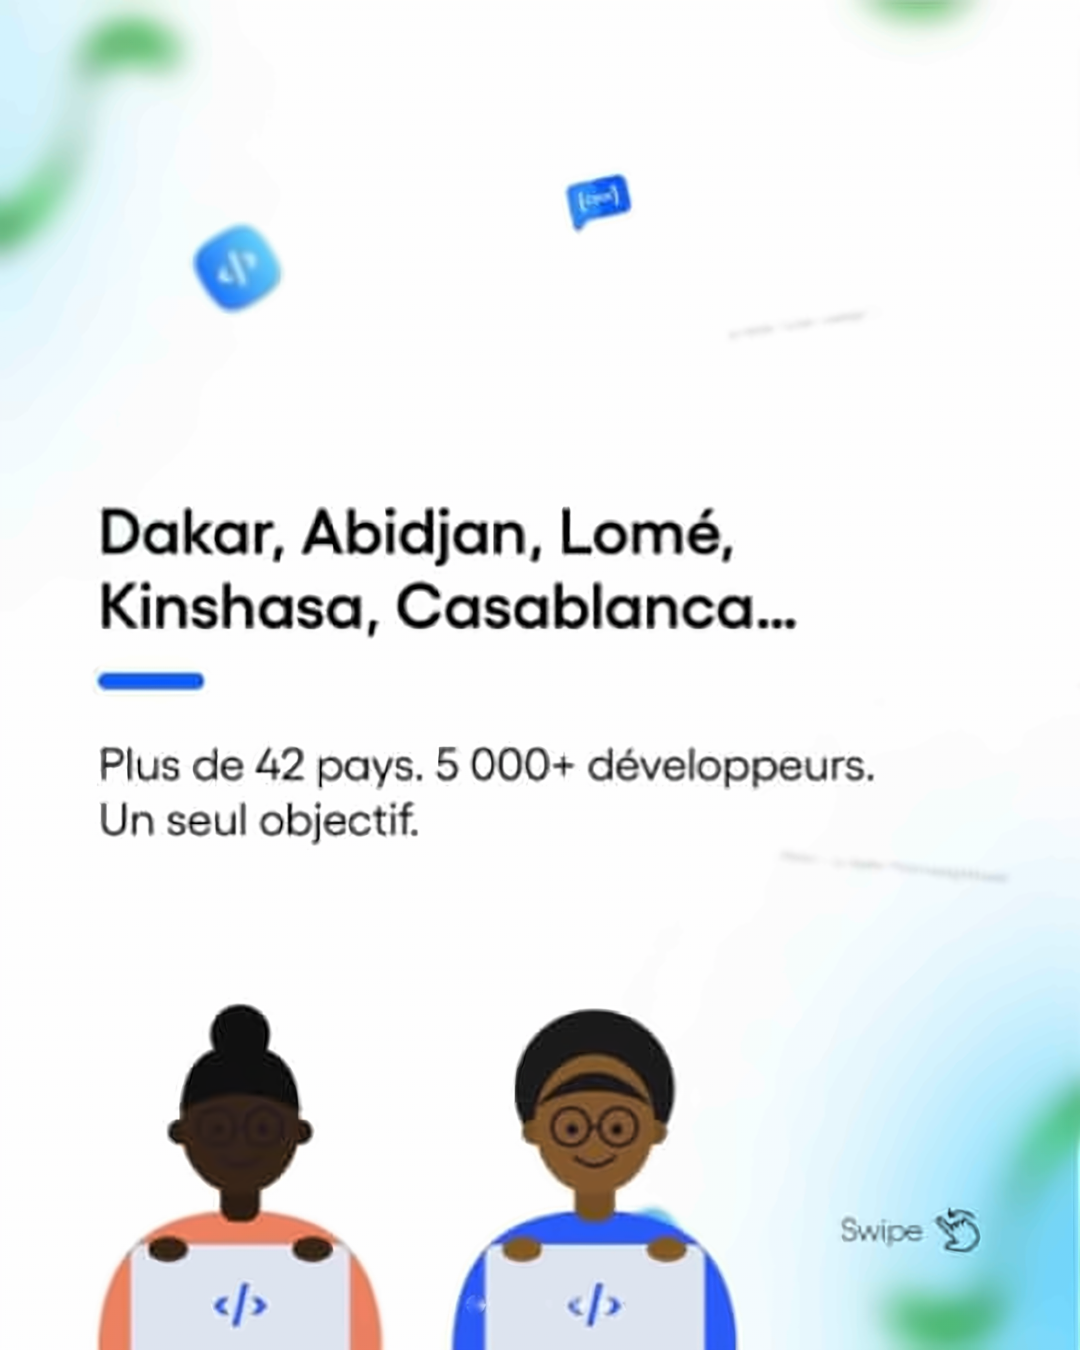 </>
Dakar, Abidjan, Lomé,
Kinshasa, Casablanca...
Plus de 42 pays. 5 000+ développeurs.
Un seul objectif.
Swipe
</>
</>